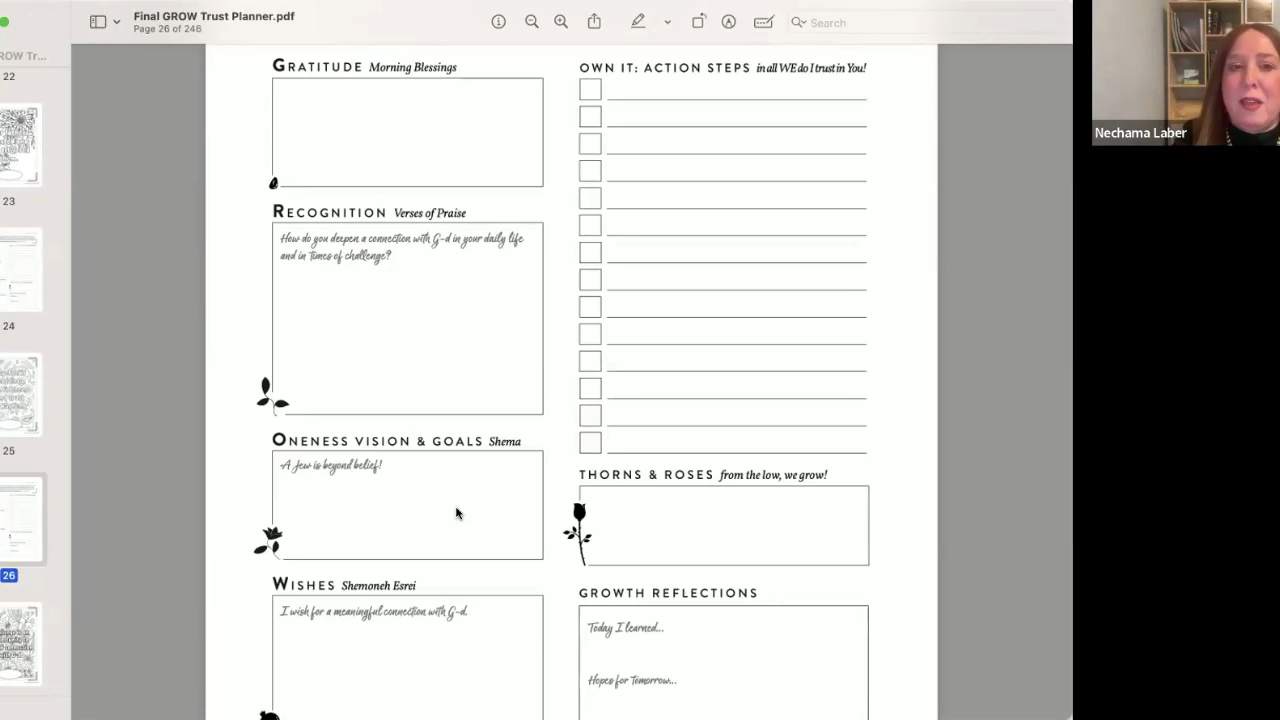 Final GROW Trust Planner.pdf
Page 26 of 246
Search
OW Tr...
22
23
24
25
26
GRATITUDE Morning Blessings
RECOGNITION Verses of Praise
How do you deepen a connection with G-d in your daily life
and in times of challenge?
ONENESS VISION & GOALS Shema
A Jew is beyond belief!
WISHES Shemoneh Esrei
I wish for a meaningful connection with G-d.
OWN IT: ACTION STEPS in all WE do I trust in You!
THORNS & ROSES from the low, we grow!
GROWTH REFLECTIONS
Today I learned...
Hopes for Tomorrow...
Nechama Laber